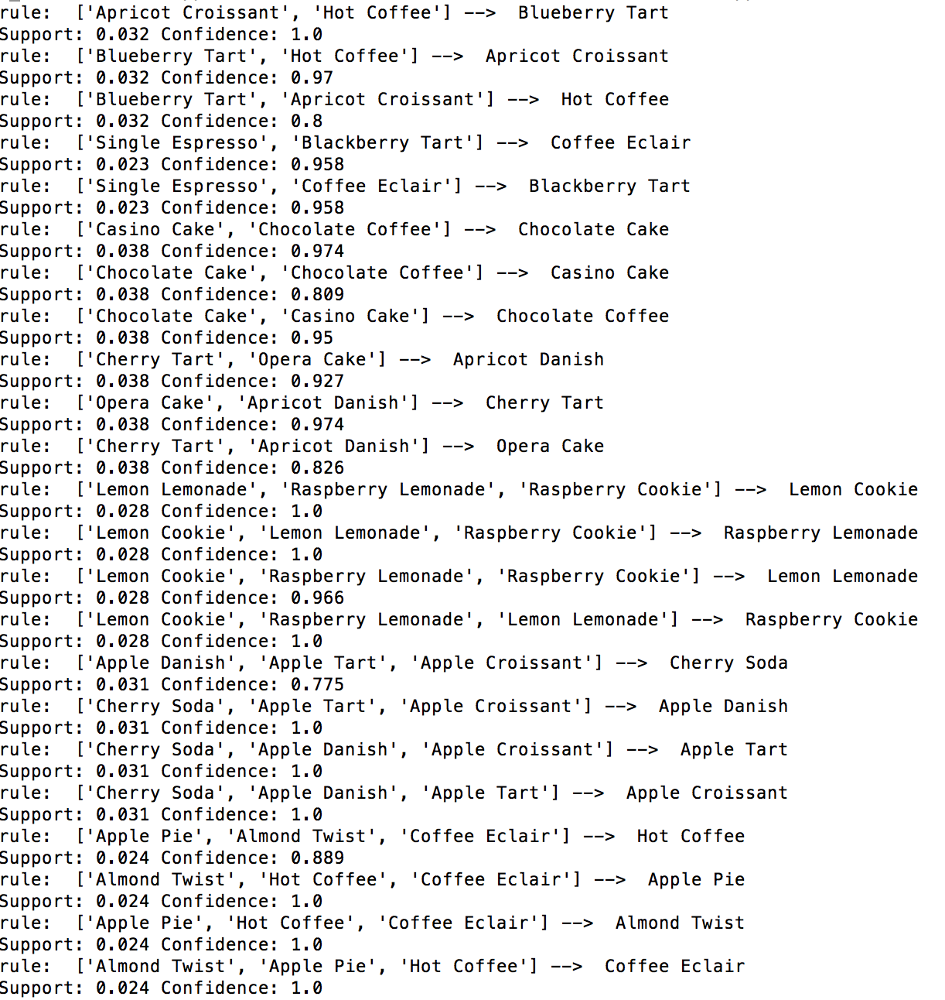 rule:  ['Apricot Croissant', 'Hot Coffee'] -->  Blueberry Tart
Support: 0.032 Confidence: 1.0
rule:  ['Blueberry Tart', 'Hot Coffee'] -->  Apricot Croissant
Support: 0.032 Confidence: 0.97
rule:  ['Blueberry Tart', 'Apricot Croissant'] -->  Hot Coffee
Support: 0.032 Confidence: 0.8
rule:  ['Single Espresso', 'Blackberry Tart'] -->  Coffee Eclair
Support: 0.023 Confidence: 0.958
rule:  ['Single Espresso', 'Coffee Eclair'] -->  Blackberry Tart
Support: 0.023 Confidence: 0.958
rule:  ['Casino Cake', 'Chocolate Coffee'] -->  Chocolate Cake
Support: 0.038 Confidence: 0.974
rule:  ['Chocolate Cake', 'Chocolate Coffee'] -->  Casino Cake
Support: 0.038 Confidence: 0.809
rule:  ['Chocolate Cake', 'Casino Cake'] -->  Chocolate Coffee
Support: 0.038 Confidence: 0.95
rule:  ['Cherry Tart', 'Opera Cake'] -->  Apricot Danish
Support: 0.038 Confidence: 0.927
rule:  ['Opera Cake', 'Apricot Danish'] -->  Cherry Tart
Support: 0.038 Confidence: 0.974
rule:  ['Cherry Tart', 'Apricot Danish'] -->  Opera Cake
Support: 0.038 Confidence: 0.826
rule:  ['Lemon Lemonade', 'Raspberry Lemonade', 'Raspberry Cookie'] -->  Lemon Cookie
Support: 0.028 Confidence: 1.0
rule:  ['Lemon Cookie', 'Lemon Lemonade', 'Raspberry Cookie'] -->  Raspberry Lemonade
Support: 0.028 Confidence: 1.0
rule:  ['Lemon Cookie', 'Raspberry Lemonade', 'Raspberry Cookie'] -->  Lemon Lemonade
Support: 0.028 Confidence: 0.966
rule:  ['Lemon Cookie', 'Raspberry Lemonade', 'Lemon Lemonade'] -->  Raspberry Cookie
Support: 0.028 Confidence: 1.0
rule:  ['Apple Danish', 'Apple Tart', 'Apple Croissant'] -->  Cherry Soda
Support: 0.031 Confidence: 0.775
rule:  ['Cherry Soda', 'Apple Tart', 'Apple Croissant'] -->  Apple Danish
Support: 0.031 Confidence: 1.0
rule:  ['Cherry Soda', 'Apple Danish', 'Apple Croissant'] -->  Apple Tart
Support: 0.031 Confidence: 1.0
rule:  ['Cherry Soda', 'Apple Danish', 'Apple Tart'] -->  Apple Croissant
Support: 0.031 Confidence: 1.0
rule:  ['Apple Pie', 'Almond Twist', 'Coffee Eclair'] -->  Hot Coffee
Support: 0.024 Confidence: 0.889
rule:  ['Almond Twist', 'Hot Coffee', 'Coffee Eclair'] -->  Apple Pie
Support: 0.024 Confidence: 1.0
rule:  ['Apple Pie', 'Hot Coffee', 'Coffee Eclair'] -->  Almond Twist
Support: 0.024 Confidence: 1.0
rule:  ['Almond Twist', 'Apple Pie', 'Hot Coffee'] -->  Coffee Eclair
Support: 0.024 Confidence: 1.0